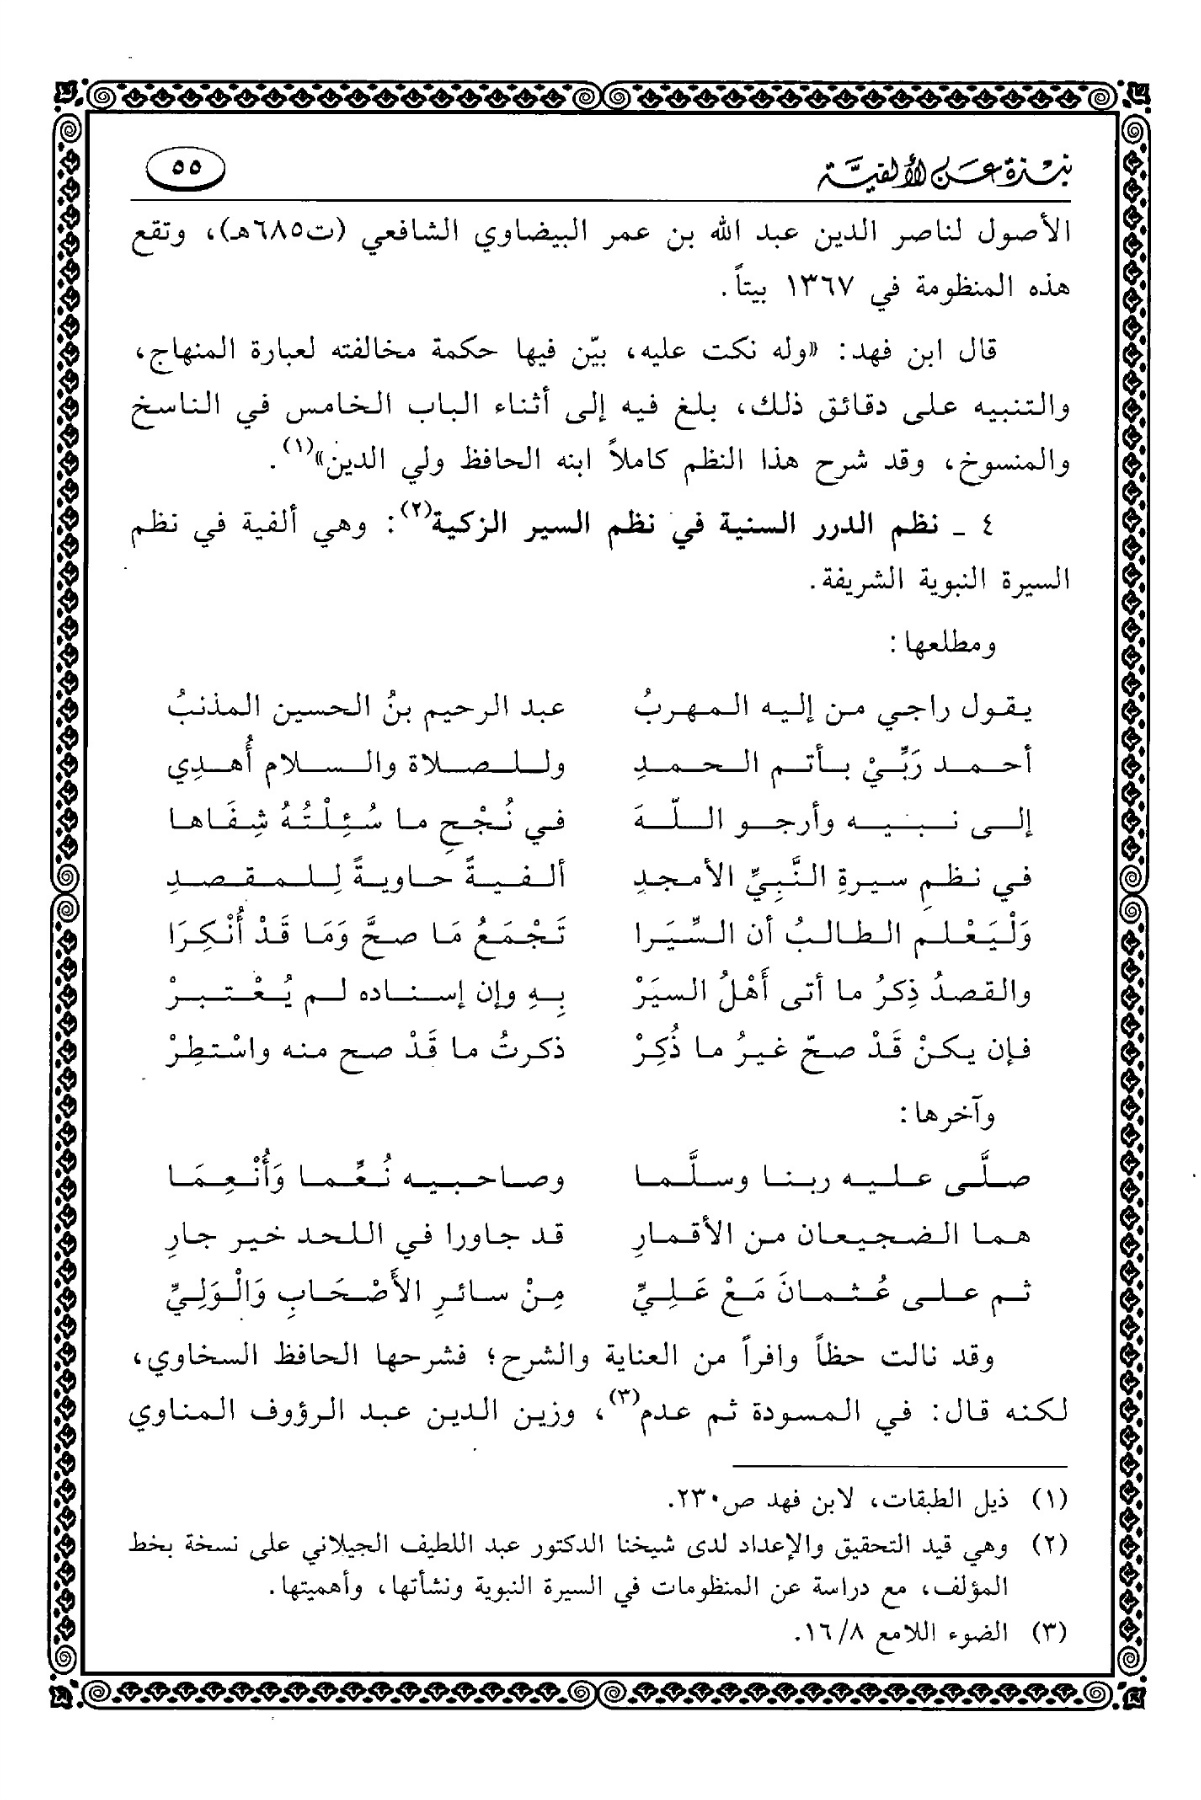 نبذة عن الألفية
٥٥
الأصول لناصر الدين عبد الله بن عمر البيضاوي الشافعي (ت٦٨٥هـ)، وتقع
هذه المنظومة في ١٣٦٧ بيتاً.
قال ابن فهد: «وله نكت عليه، بيّن فيها حكمة مخالفته لعبارة المنهاج،
والتنبيه على دقائق ذلك، بلغ فيه إلى أثناء الباب الخامس في الناسخ
والمنسوخ، وقد شرح هذا النظم كاملاً ابنه الحافظ ولي الدين»(١).
٤ ـ نظم الدرر السنية في نظم السير الزكية(٢): وهي ألفية في نظم
السيرة النبوية الشريفة.
ومطلعها:
يقول راجي من إليه المهربُ عبد الرحيم بنُ الحسين المذنبُ
أحمد رَبِّيْ بأتم الحمدِ وللصلاة والسلام أُهدِي
إلى نبيه وأرجو اللّهَ في نُجْحِ ما سُئِلْتُهُ شِفَاها
في نظمِ سيرةِ النَّبِيِّ الأمجدِ ألفيةً حاويةً لِلمقصدِ
وَلْيَعْلم الطالبُ أن السِّيَرا تَجْمَعُ مَا صحَّ وَمَا قَدْ أُنْكِرَا
والقصدُ ذِكرُ ما أتى أَهْلُ السيَرْ بِهِ وإن إسناده لم يُعْتبرْ
فإن يكنْ قَدْ صحّ غيرُ ما ذُكِرْ ذكرتُ ما قَدْ صح منه واسْتطِرْ
وآخرها:
صلَّى عليه ربنا وسلَّما وصاحبيه نُعِّما وَأُنْعِمَا
هما الضجيعان من الأقمارِ قد جاورا في اللحد خير جارِ
ثم على عُثمانَ مَعْ عَلِيِّ مِنْ سائرِ الأَصْحَابِ وَالْوَلِيِّ
وقد نالت حظاً وافراً من العناية والشرح؛ فشرحها الحافظ السخاوي،
لكنه قال: في المسودة ثم عدم(٣)، وزين الدين عبد الرؤوف المناوي
(١) ذيل الطبقات، لابن فهد ص٢٣٠.
(٢) وهي قيد التحقيق والإعداد لدى شيخنا الدكتور عبد اللطيف الجيلاني على نسخة بخط
المؤلف، مع دراسة عن المنظومات في السيرة النبوية ونشأتها، وأهميتها.
(٣) الضوء اللامع ١٦/٨.